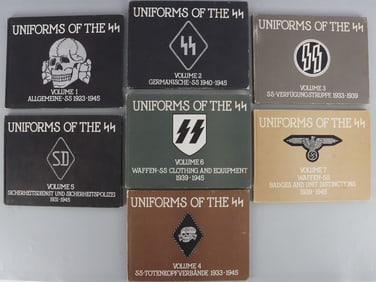 UNIFORMS OF THE SS
VOLUME 1
ALLGEMEINE-SS 1923-1945
UNIFORMS OF THE SS
SS
VOLUME 2
GERMANISCHE-SS 1940-1945
UNIFORMS OF THE SS
SS
VOLUME 3
SS-VERFÜGUNGSTRUPPE 1933-1939
UNIFORMS OF THE SS
SD
VOLUME 5
SICHERHEITSDIENST UND SICHERHEITSPOLIZEI
1931-1945
UNIFORMS OF THE SS
SS
VOLUME 6
WAFFEN-SS CLOTHING AND EQUIPMENT
1939-1945
UNIFORMS OF THE SS
VOLUME 7
WAFFEN-SS
BADGES AND UNIT DISTINCTIONS
1939-1945
UNIFORMS OF THE SS
VOLUME 4
SS-TOTENKOPFVERBÄNDE 1933-1945